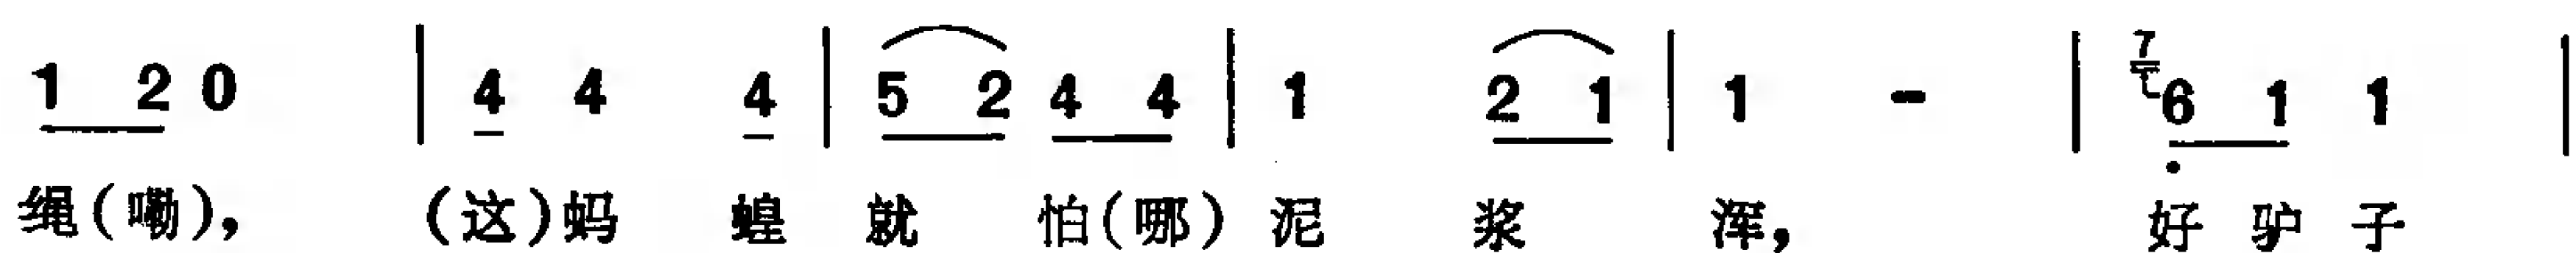 1 2 0 | 4 4 4 | 5 2 4 4 | 1 2 1 | 1 - | 7 6 1 1 |
绳(嘞), (这)蚂 蝗 就 怕(哪) 泥 浆 浑, 好 驴 子